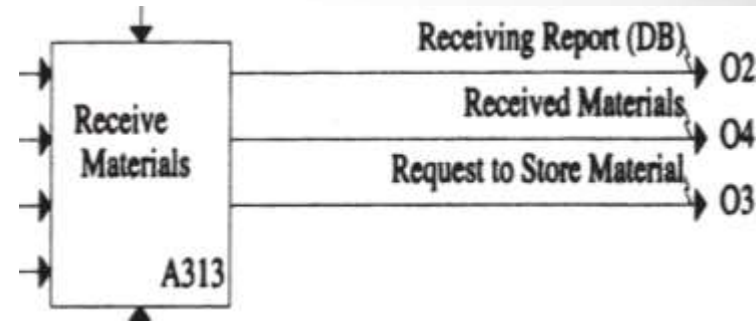 Receiving Report (DB)
O2
Received Materials
O4
Request to Store Material
O3
Receive
Materials
A313